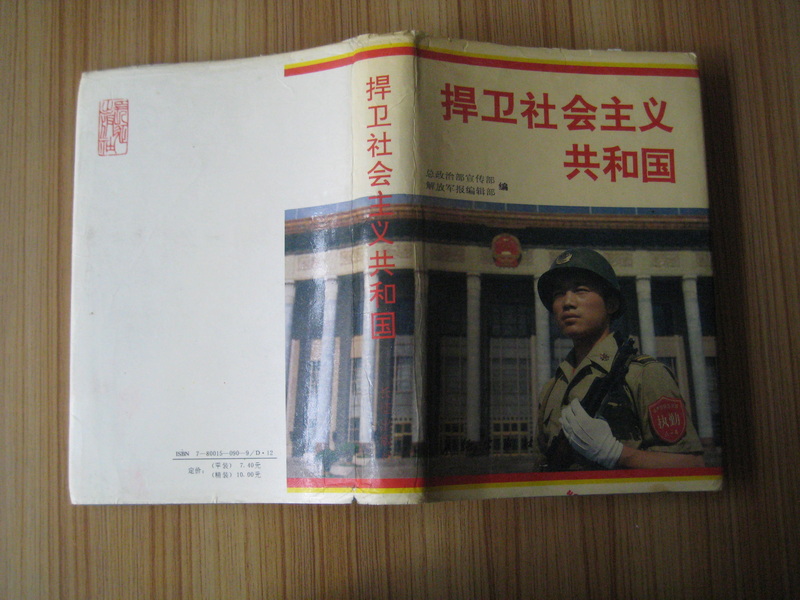 捍卫社会主义
共和国
总政治部宣传部
解放军报编辑部 编
捍卫社会主义共和国
执勤
ISBN 7-80015-090-9/D·12
定价: (平装) 7.40元
(精装) 10.00元